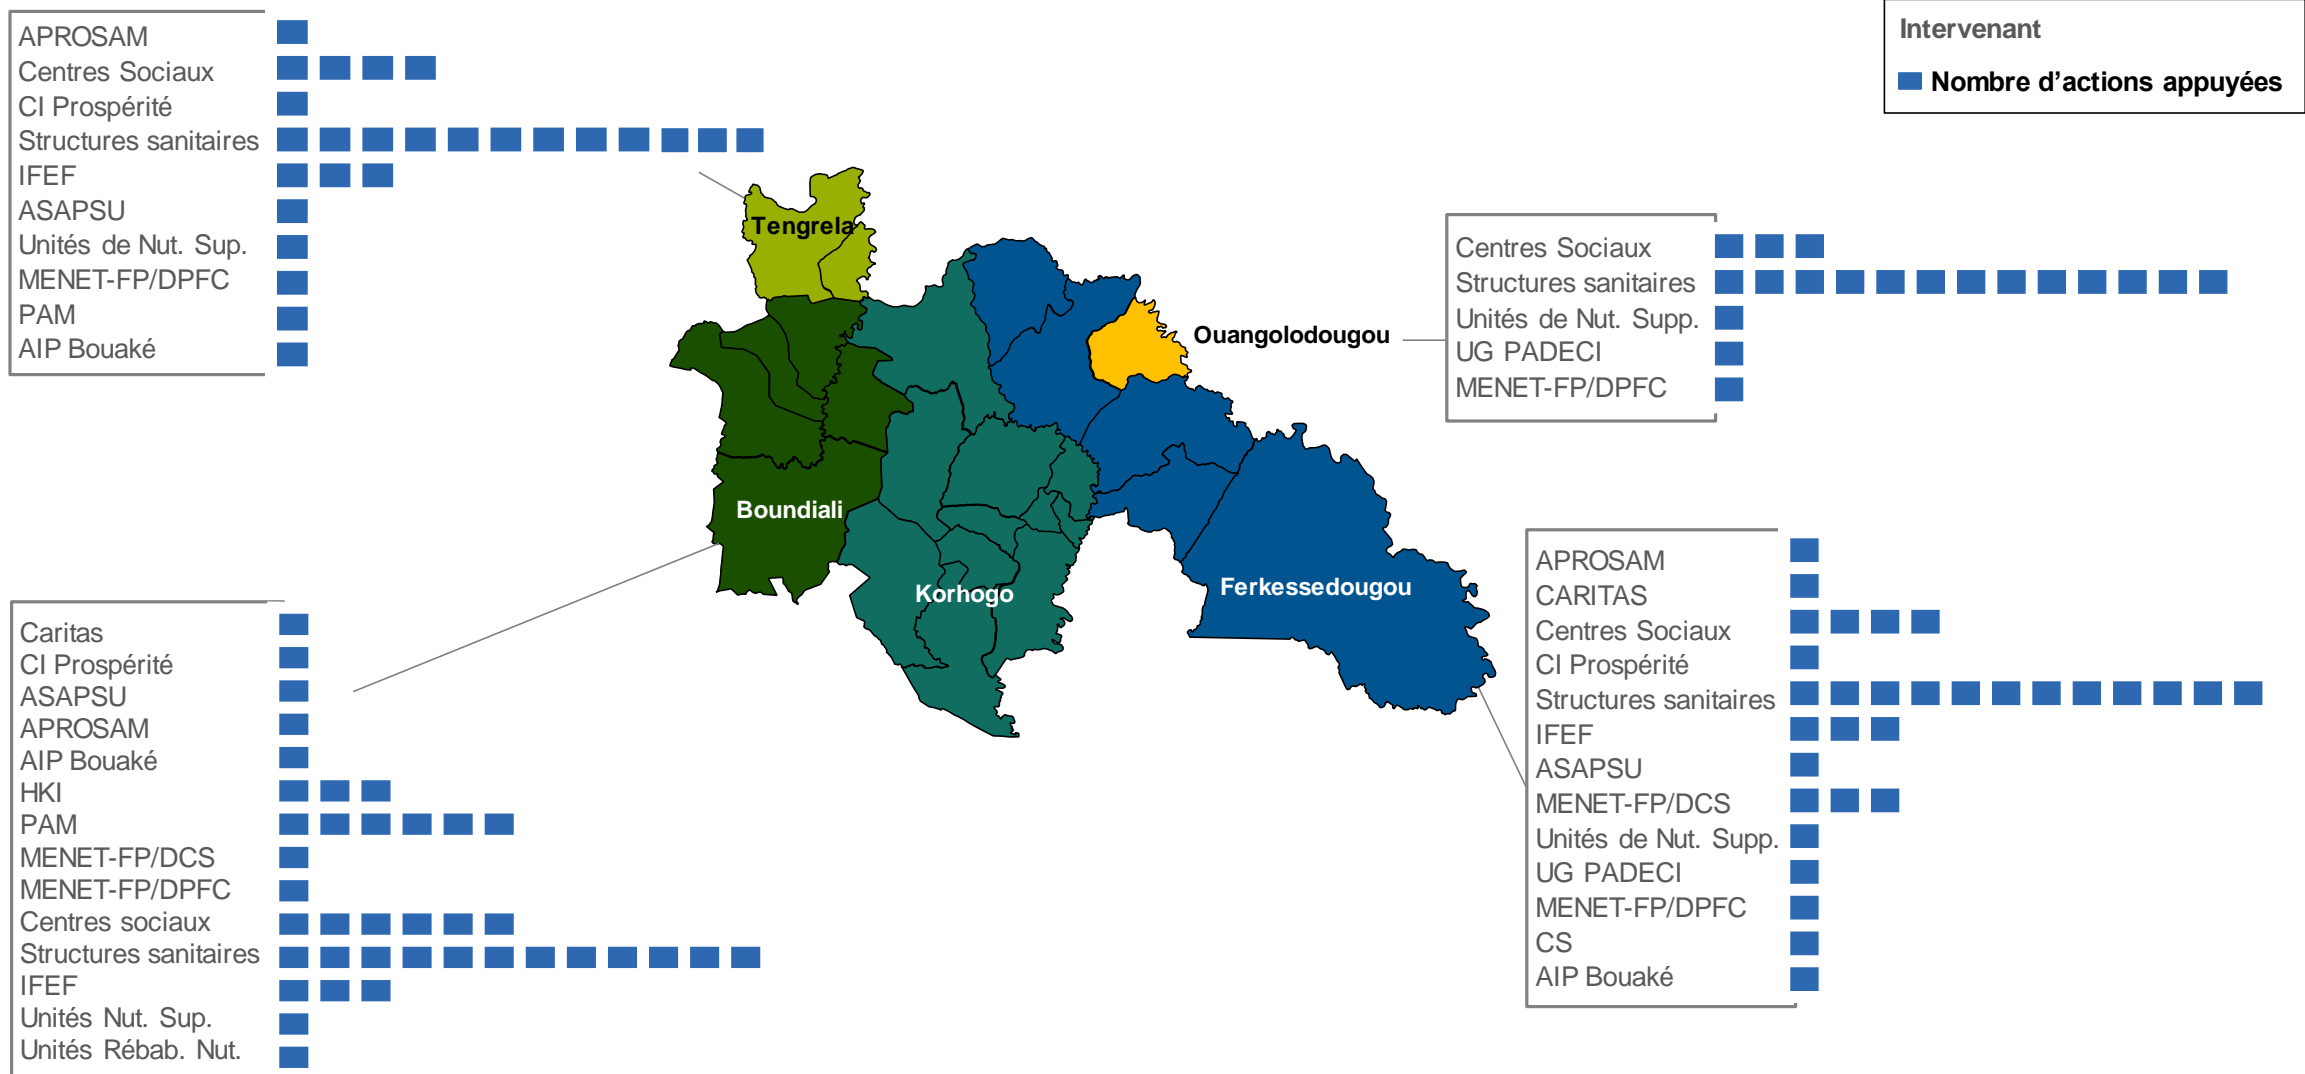 APROSAM
Centres Sociaux
CI Prospérité
Structures sanitaires
IFEF
ASAPSU
Unités de Nut. Sup.
MENET-FP/DPFC
PAM
AIP Bouaké
Intervenant
Nombre d'actions appuyées
Tengrela
Ouangolodougou
Boundiali
Korhogo
Ferkessedougou
Centres Sociaux
Structures sanitaires
Unités de Nut. Supp.
UG PADECI
MENET-FP/DPFC
Caritas
CI Prospérité
ASAPSU
APROSAM
AIP Bouaké
HKI
PAM
MENET-FP/DCS
MENET-FP/DPFC
Centres sociaux
Structures sanitaires
IFEF
Unités Nut. Sup.
Unités Rébab. Nut.
APROSAM
CARITAS
Centres Sociaux
CI Prospérité
Structures sanitaires
IFEF
ASAPSU
MENET-FP/DCS
Unités de Nut. Supp.
UG PADECI
MENET-FP/DPFC
CS
AIP Bouaké